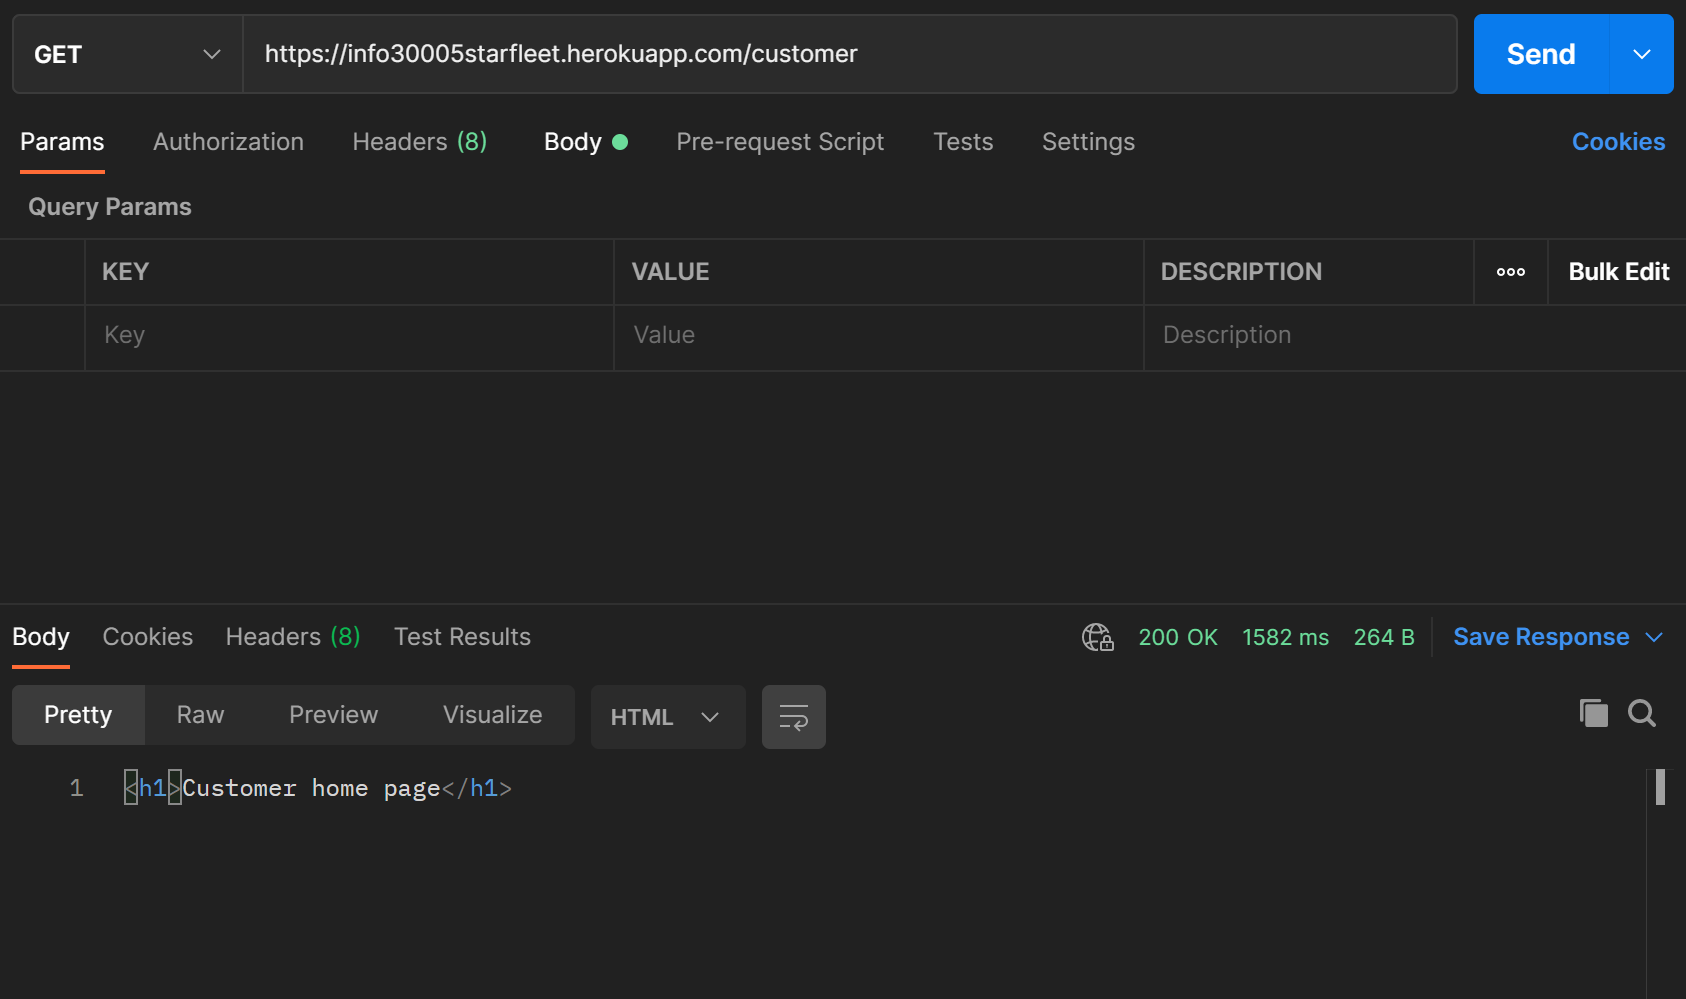 GET https://info30005starfleet.herokuapp.com/customer Send
Params Authorization Headers (8) Body Pre-request Script Tests Settings Cookies
Query Params
KEY VALUE DESCRIPTION Bulk Edit
Key Value Description
Body Cookies Headers (8) Test Results 200 OK 1582 ms 264 B Save Response
Pretty Raw Preview Visualize HTML
1 <h1>Customer home page</h1>